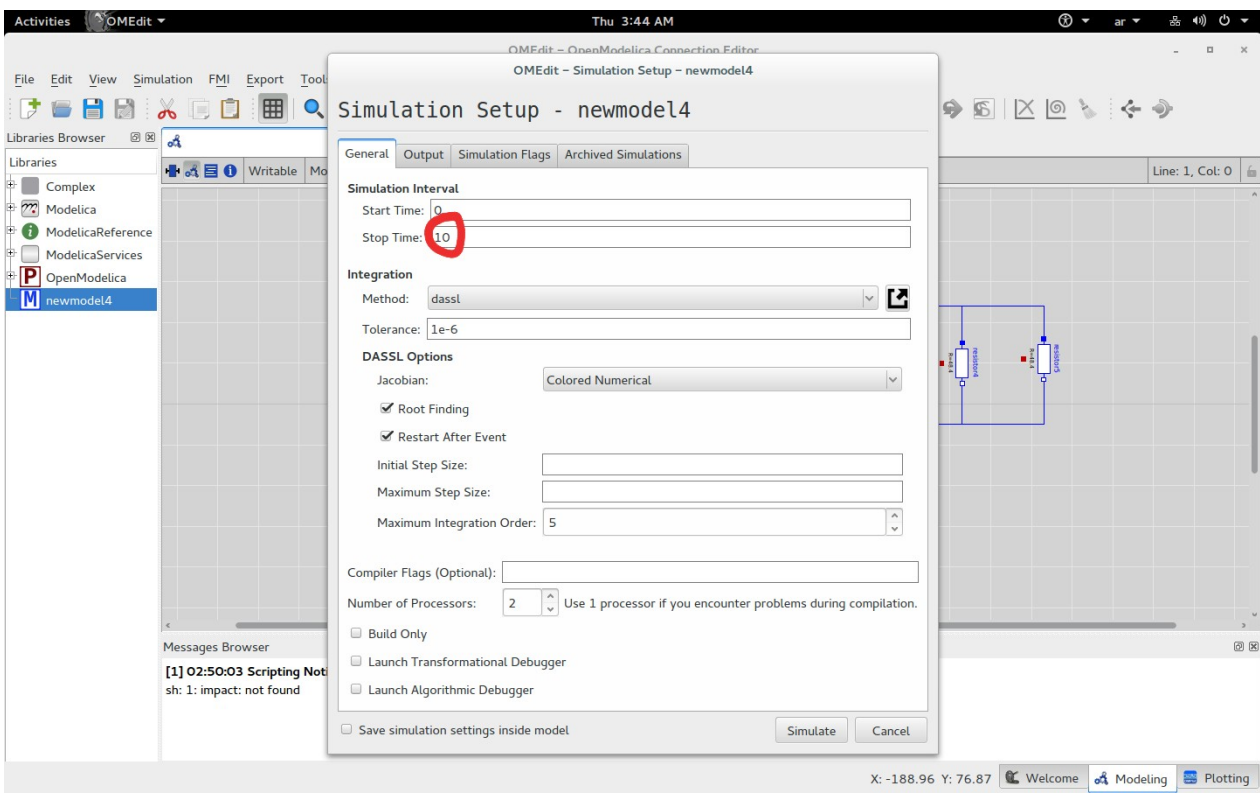 Activities OMEdit Thu 3:44 AM ar
OMEdit – OpenModelica Connection Editor
OMEdit – Simulation Setup – newmodel4
File Edit View Simulation FMI Export Tool
Simulation Setup - newmodel4
Libraries Browser
Libraries
Complex
Modelica
ModelicaReference
ModelicaServices
P OpenModelica
M newmodel4
Writable Mo
Line: 1, Col: 0
General Output Simulation Flags Archived Simulations
Simulation Interval
Start Time: 0
Stop Time: 10
Integration
Method: dassl
Tolerance: 1e-6
DASSL Options
Jacobian: Colored Numerical
Root Finding
Restart After Event
Initial Step Size:
Maximum Step Size:
Maximum Integration Order: 5
Compiler Flags (Optional):
Number of Processors: 2 Use 1 processor if you encounter problems during compilation.
Build Only
Launch Transformational Debugger
Launch Algorithmic Debugger
Save simulation settings inside model
Simulate Cancel
resistor4
resistor5
Messages Browser
[1] 02:50:03 Scripting Noti
sh: 1: impact: not found
X: -188.96 Y: 76.87 Welcome Modeling Plotting